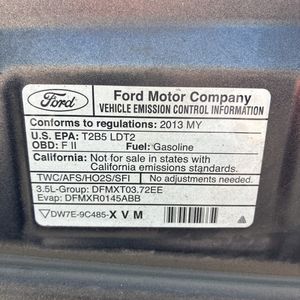 Ford
Ford Motor Company
VEHICLE EMISSION CONTROL INFORMATION
Conforms to regulations: 2013 MY
U.S. EPA: T2B5 LDT2
OBD: F II Fuel: Gasoline
California: Not for sale in states with
California emissions standards.
TWC/AFS/HO2S/SFI No adjustments needed.
3.5L-Group: DFMXT03.72EE
Evap: DFMXR0145ABB
DW7E-9C485-X V M